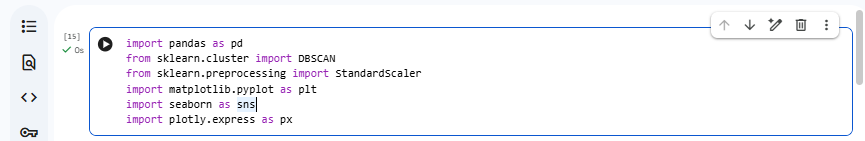 [15]
0s
import pandas as pd
from sklearn.cluster import DBSCAN
from sklearn.preprocessing import StandardScaler
import matplotlib.pyplot as plt
import seaborn as sns
import plotly.express as px